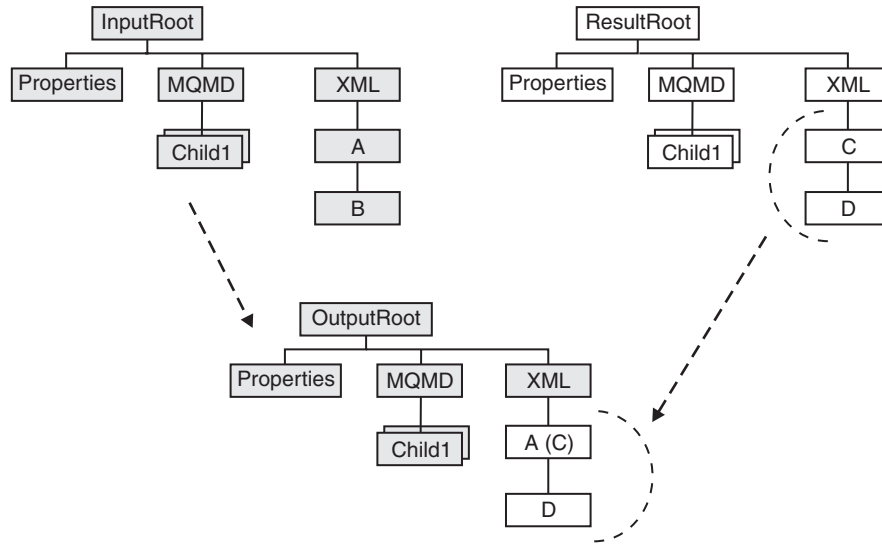 InputRoot
Properties
MQMD
XML
Child1
A
B
ResultRoot
Properties
MQMD
XML
Child1
C
D
OutputRoot
Properties
MQMD
XML
Child1
A (C)
D